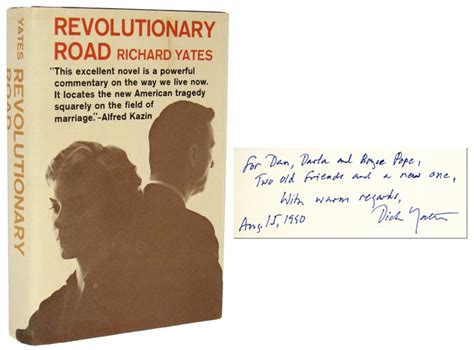 YATES REVOLUTIONARY ROAD
REVOLUTIONARY
ROAD RICHARD YATES
"This excellent novel is a powerful
commentary on the way we live now.
It locates the new American tragedy
squarely on the field of
marriage."-Alfred Kazin
For Dan, Darla and Bryce Pope,
Two old friends and a new one,
With warm regards,
Aug. 15, 1990 Dick Yates